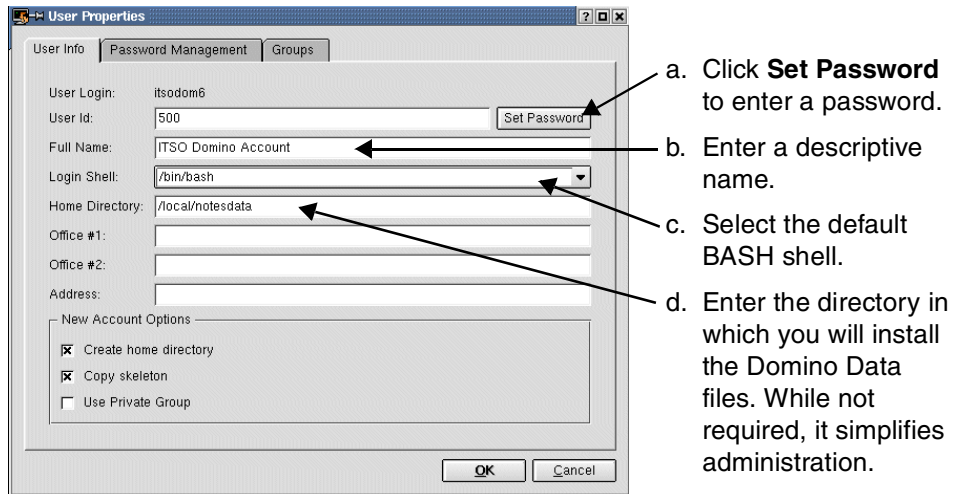 User Properties
User Info Password Management Groups
User Login: itsodom6
User Id: 500 Set Password
Full Name: ITSO Domino Account
Login Shell: /bin/bash
Home Directory: /local/notesdata
Office #1:
Office #2:
Address:
New Account Options
Create home directory
Copy skeleton
Use Private Group
OK Cancel
a. Click Set Password
to enter a password.
b. Enter a descriptive
name.
c. Select the default
BASH shell.
d. Enter the directory in
which you will install
the Domino Data
files. While not
required, it simplifies
administration.